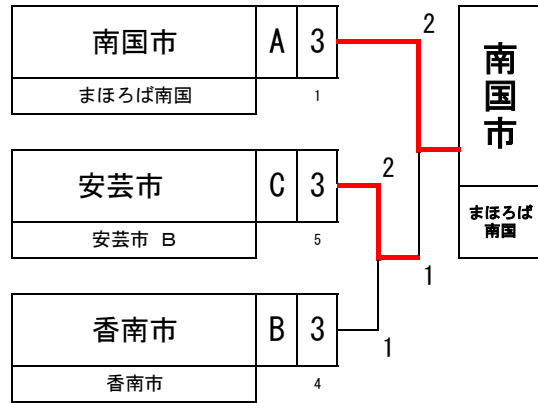 南国市 A 3
まほろば南国 1
安芸市 C 3
安芸市 B 5
香南市 B 3
香南市 4
2
2
1
1
南国市
まほろば
南国